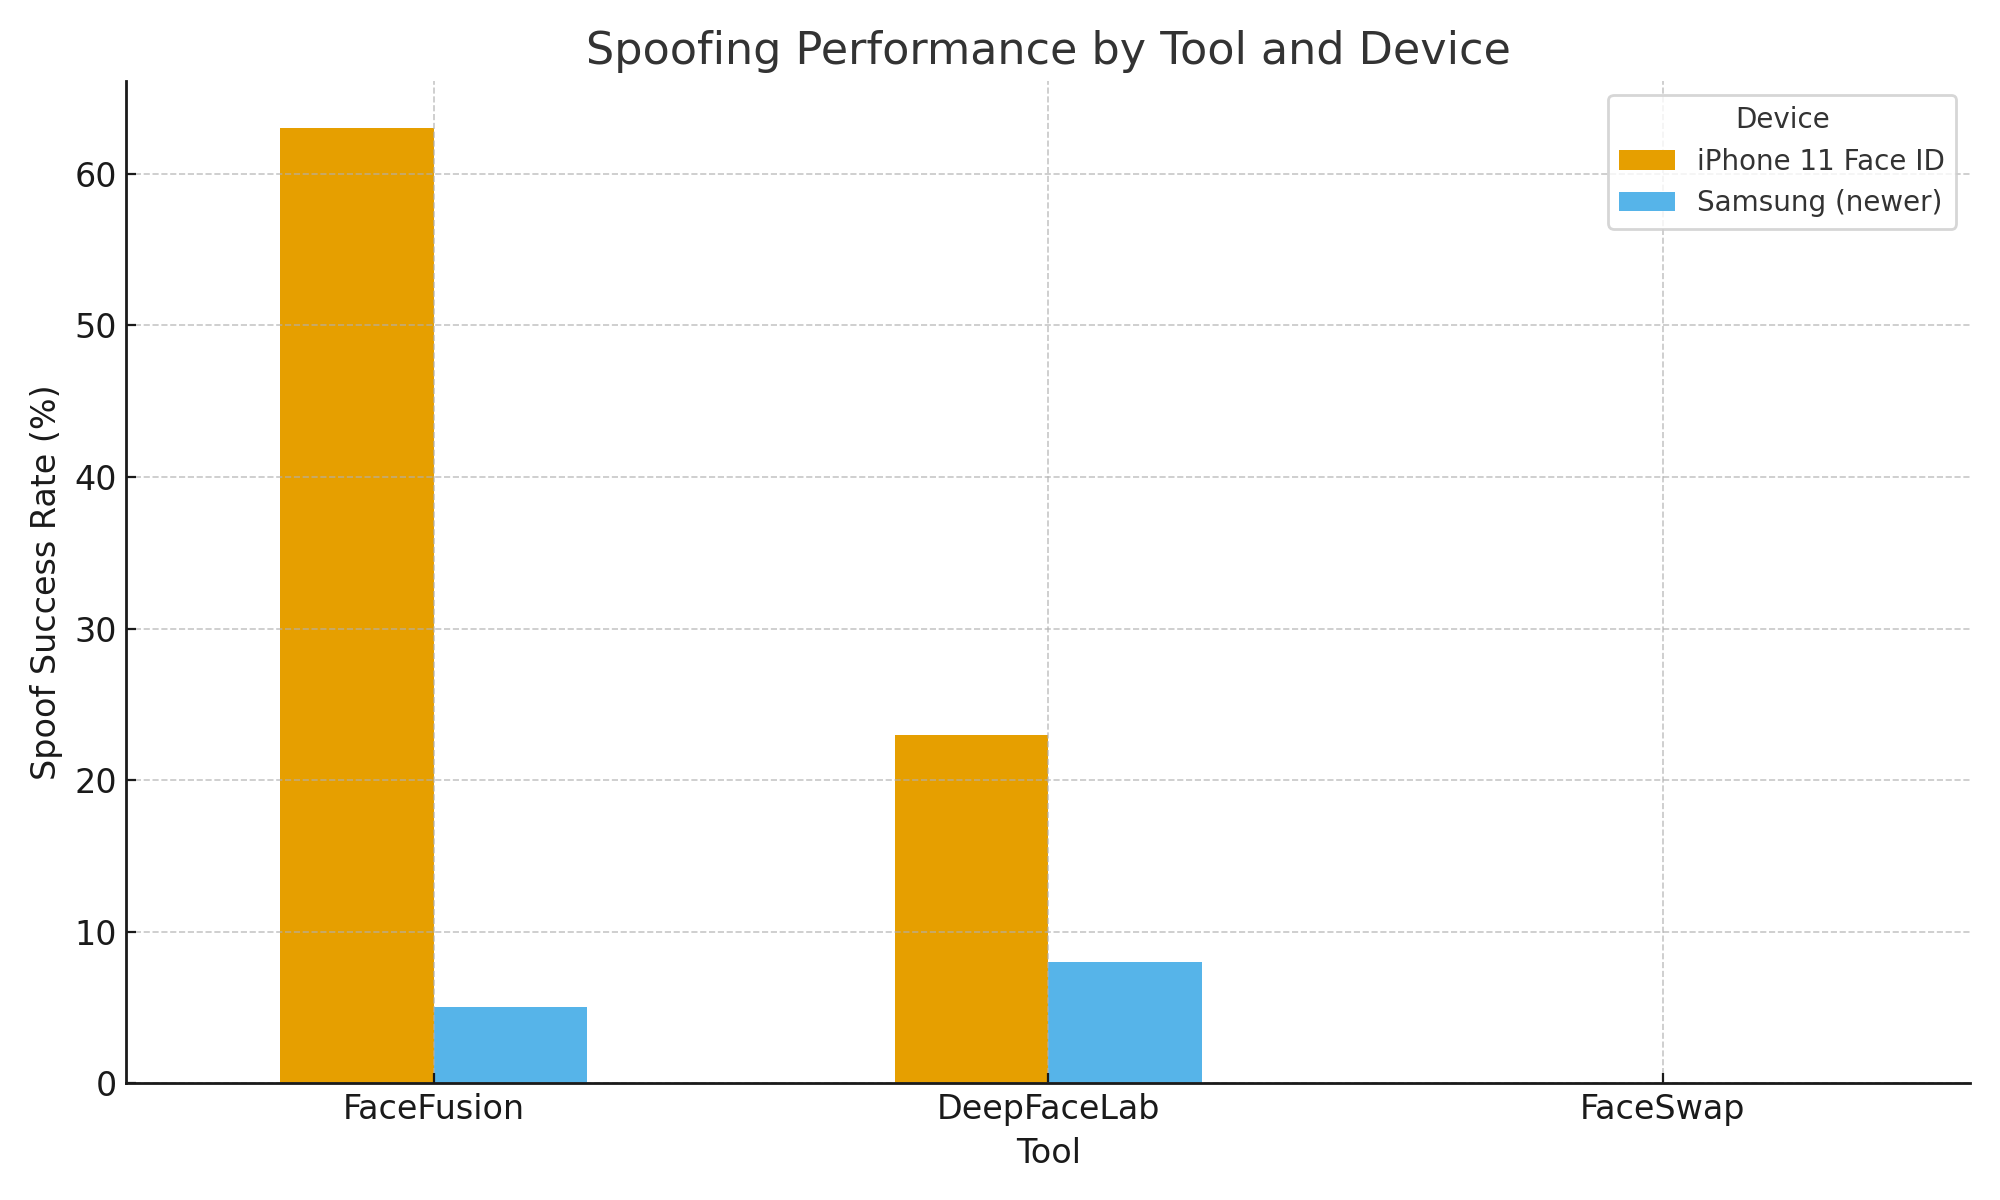 Spoofing Performance by Tool and Device
Device
iPhone 11 Face ID
Samsung (newer)
Spoof Success Rate (%)
60
50
40
30
20
10
0
FaceFusion
DeepFaceLab
FaceSwap
Tool